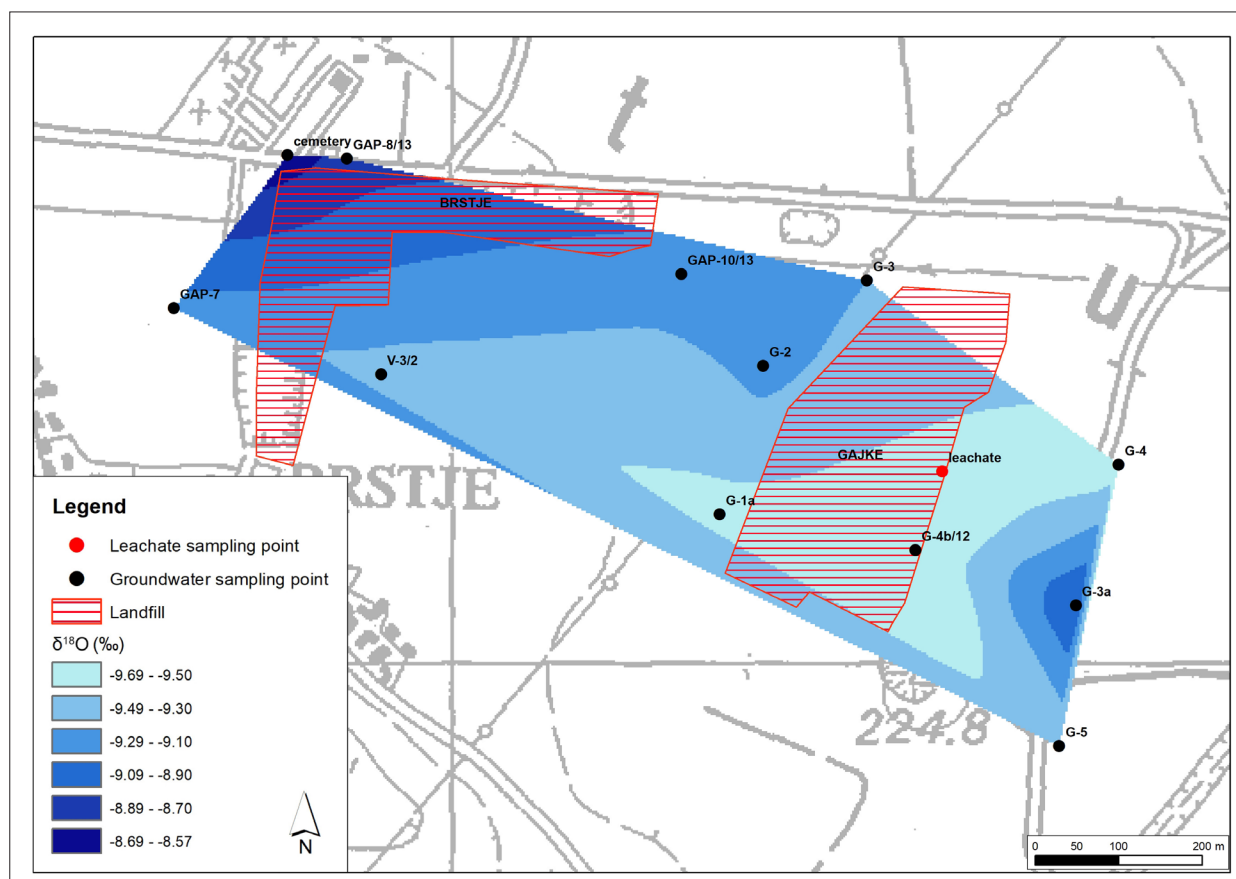 cemetery
GAP-8/13
BRSTJE
GAP-10/13
G-3
GAP-7
V-3/2
G-2
GAJKE
leachate
G-4
BRSTJE
G-1a
G-4b/12
G-3a
224.8
G-5
Legend
Leachate sampling point
Groundwater sampling point
Landfill
δ¹⁸O (‰)
-9.69 - -9.50
-9.49 - -9.30
-9.29 - -9.10
-9.09 - -8.90
-8.89 - -8.70
-8.69 - -8.57
N
0 50 100 200 m